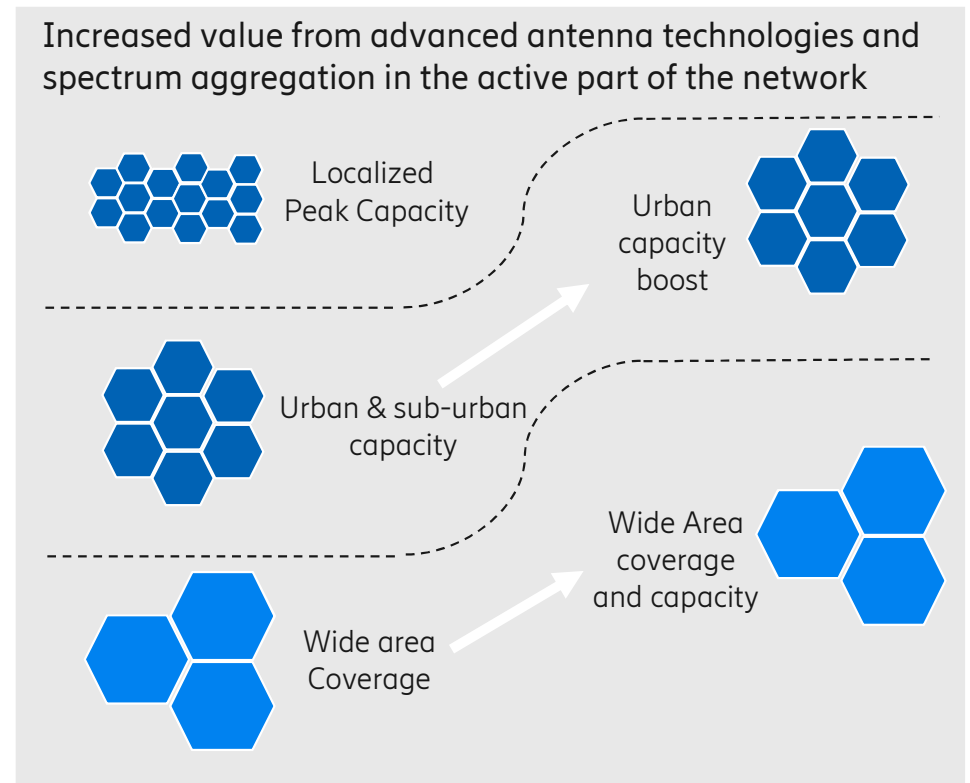 Increased value from advanced antenna technologies and
spectrum aggregation in the active part of the network
Localized
Peak Capacity
Urban
capacity
boost
Urban & sub-urban
capacity
Wide Area
coverage
and capacity
Wide area
Coverage